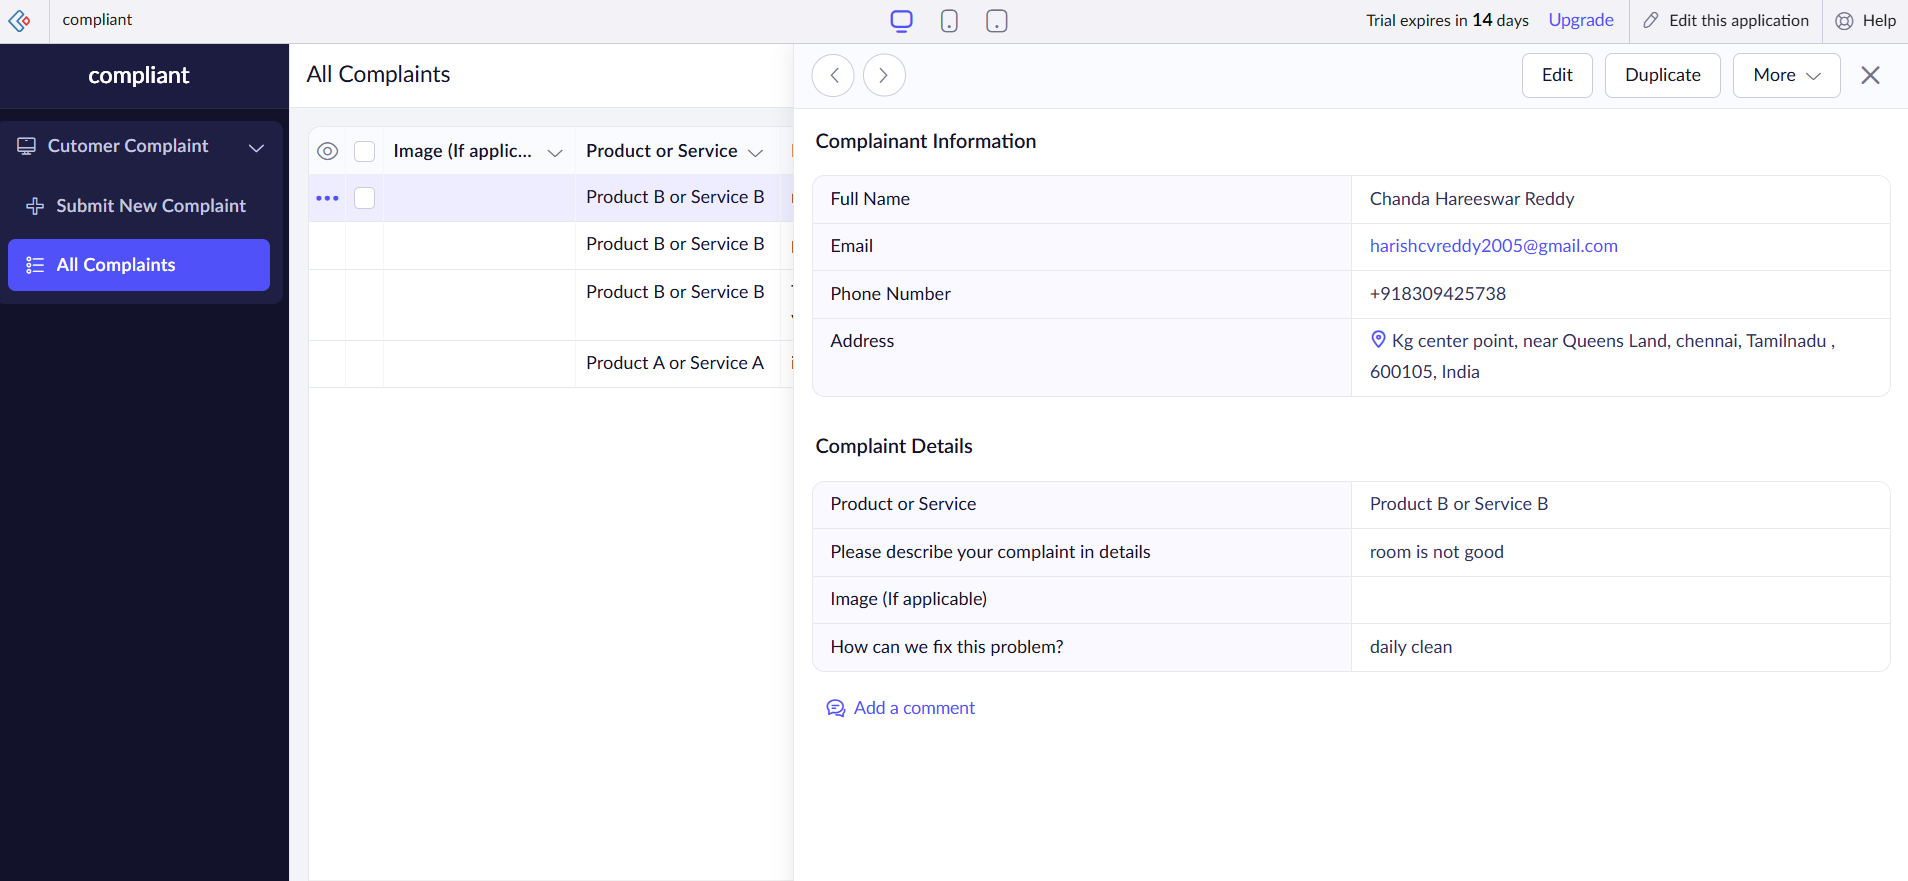 compliant
Trial expires in 14 days Upgrade Edit this application Help
compliant
Cutomer Complaint
Submit New Complaint
All Complaints
All Complaints
Image (If applic... Product or Service
Product B or Service B
Product B or Service B
Product B or Service B
Product A or Service A
Edit Duplicate More
Complainant Information
Full Name Chanda Hareeswar Reddy
Email harishcvreddy2005@gmail.com
Phone Number +918309425738
Address Kg center point, near Queens Land, chennai, Tamilnadu ,
600105, India
Complaint Details
Product or Service Product B or Service B
Please describe your complaint in details room is not good
Image (If applicable)
How can we fix this problem? daily clean
Add a comment